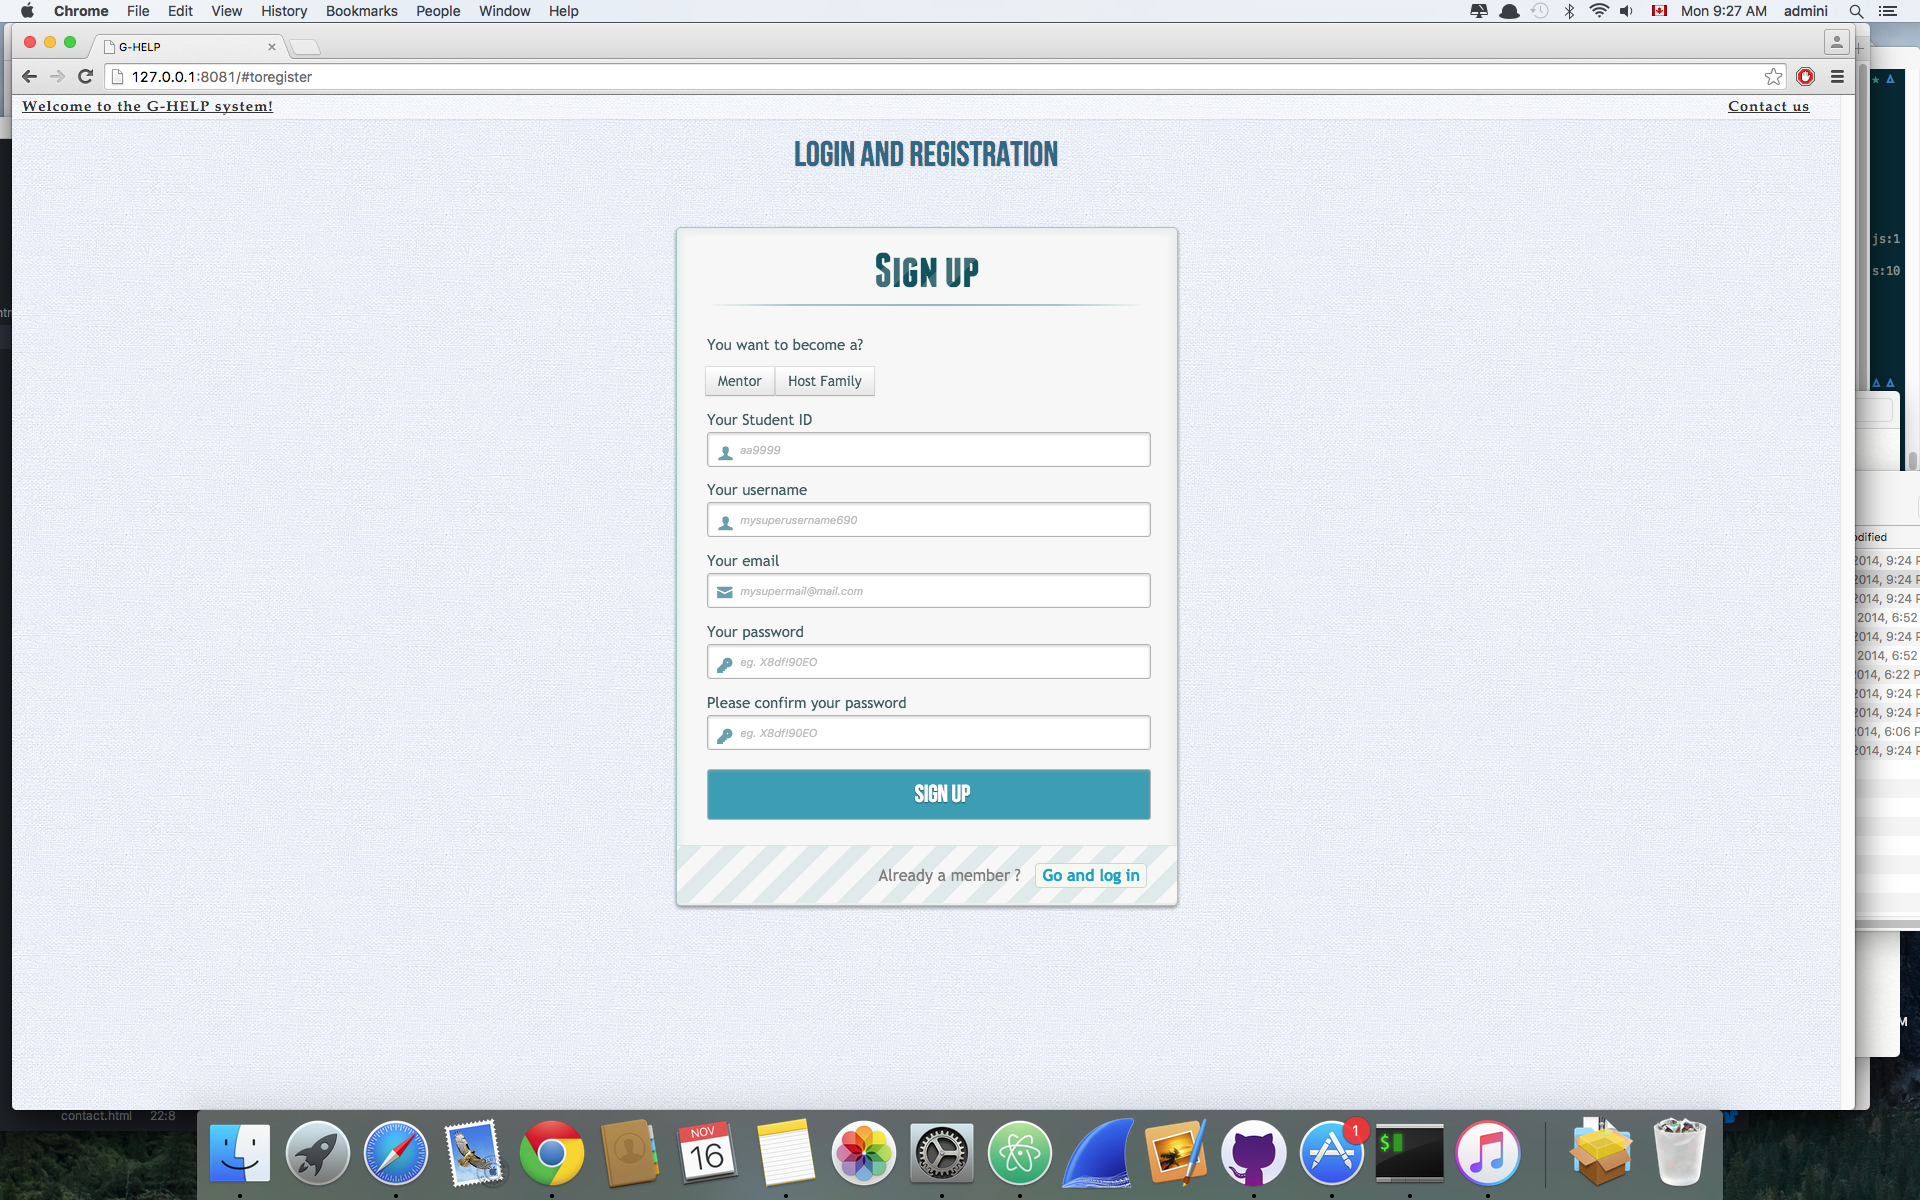 Chrome File Edit View History Bookmarks People Window Help Mon 9:27 AM admini
G-HELP
127.0.0.1:8081/#toregister
Welcome to the G-HELP system! Contact us
LOGIN AND REGISTRATION
Sign up
You want to become a?
Mentor Host Family
Your Student ID
aa9999
Your username
mysuperusername690
Your email
mysupermail@mail.com
Your password
eg. X8df!90EO
Please confirm your password
eg. X8df!90EO
SIGN UP
Already a member ? Go and log in
js:1
s:10
odified
2014, 9:24 P
2014, 9:24 P
2014, 9:24 P
2014, 6:52
2014, 9:24 P
2014, 6:52
2014, 6:22 P
2014, 9:24 P
2014, 9:24 P
2014, 6:06 P
2014, 9:24 P
M
contact.html 22:8
NOV
16
1
$